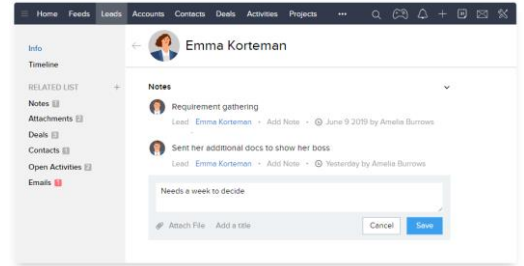 Home Feeds Leads Accounts Contacts Deals Activities Projects •••
Info
Timeline
RELATED LIST +
Notes
Attachments
Deals
Contacts
Open Activities
Emails
← Emma Korteman
Notes
Requirement gathering
Lead Emma Korteman • Add Note • June 9 2019 by Amelia Burrows
Sent her additional docs to show her boss
Lead Emma Korteman • Add Note • Yesterday by Amelia Burrows
Needs a week to decide
Attach File Add a title Cancel Save